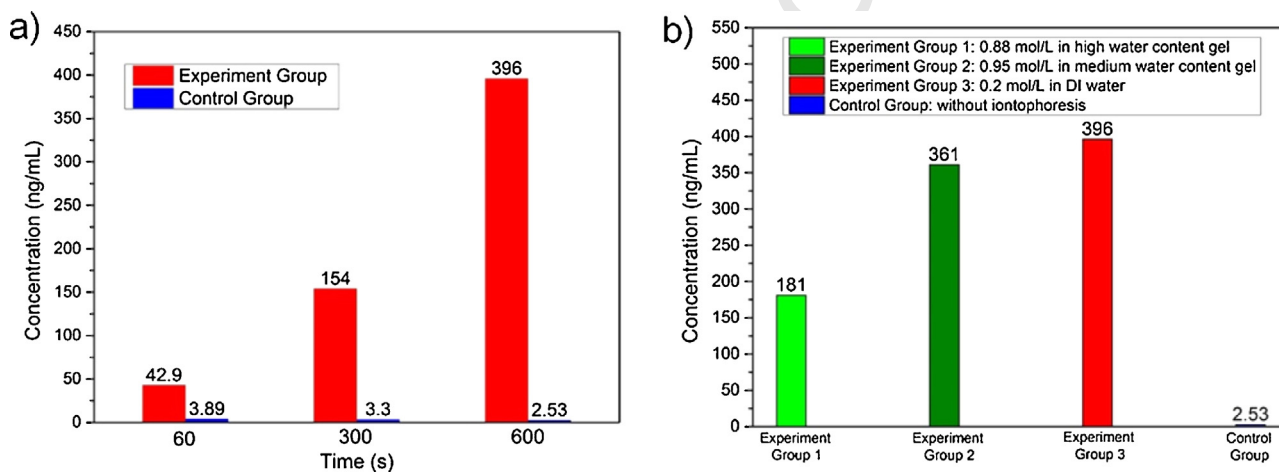 a)
450
400
350
300
250
200
150
100
50
0
Concentration (ng/mL)
Experiment Group
Control Group
42.9
3.89
154
3.3
396
2.53
60
300
600
Time (s)
b)
550
500
450
400
350
300
250
200
150
100
50
0
Concentration (ng/mL)
Experiment Group 1: 0.88 mol/L in high water content gel
Experiment Group 2: 0.95 mol/L in medium water content gel
Experiment Group 3: 0.2 mol/L in DI water
Control Group: without iontophoresis
181
361
396
2.53
Experiment
Group 1
Experiment
Group 2
Experiment
Group 3
Control
Group